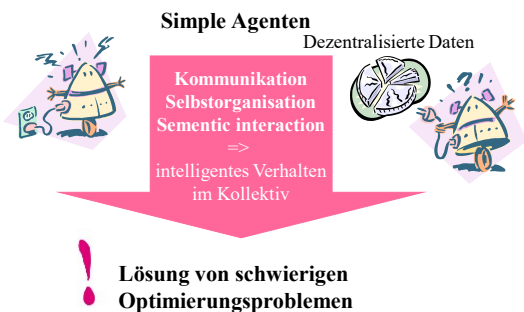 Simple Agenten
Dezentralisierte Daten
Kommunikation
Selbstorganisation
Sementic interaction
=>
intelligentes Verhalten
im Kollektiv
! Lösung von schwierigen
Optimierungsproblemen